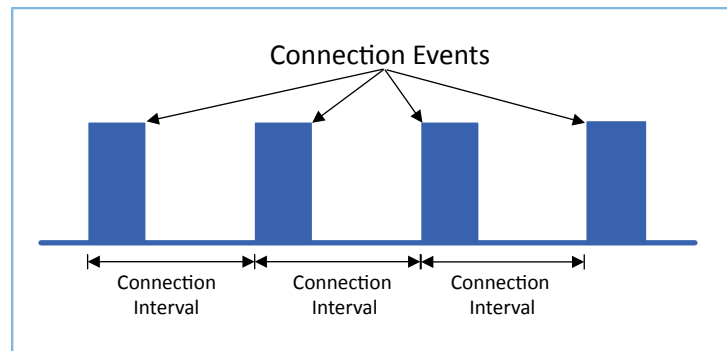 Connection Events
Connection
Interval
Connection
Interval
Connection
Interval